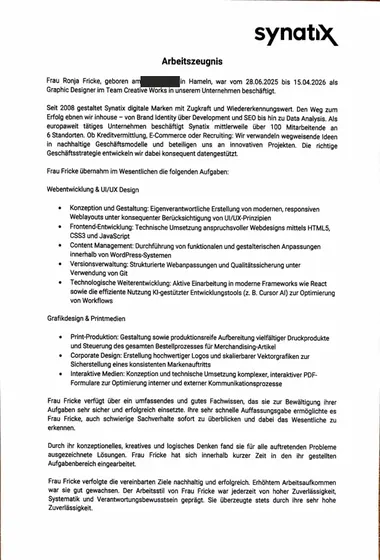 synatix
Arbeitszeugnis
Frau Ronja Fricke, geboren am in Hameln, war vom 28.06.2025 bis 15.04.2026 als
Graphic Designer im Team Creative Works in unserem Unternehmen beschäftigt.
Seit 2008 gestaltet Synatix digitale Marken mit Zugkraft und Wiedererkennungswert. Den Weg zum
Erfolg ebnen wir inhouse – von Brand Identity über Development und SEO bis hin zu Data Analysis. Als
europaweit tätiges Unternehmen beschäftigt Synatix mittlerweile über 100 Mitarbeitende an
6 Standorten. Ob Recruiting, E-Commerce oder Beteiligung: Wir verwandeln wegweisende Ideen
in nachhaltige Geschäftsmodelle und beteiligen uns an innovativen Projekten. Die richtige
Geschäftsstrategie entwickeln wir dabei konsequent datengestützt.
Frau Fricke übernahm im Wesentlichen die folgenden Aufgaben:
Webentwicklung & UI/UX Design
• Konzeption und Gestaltung: Eigenverantwortliche Erstellung von modernen, responsiven
Weblayouts unter konsequenter Berücksichtigung von UI/UX-Prinzipien
• Frontend-Entwicklung: Technische Umsetzung anspruchsvoller Webdesigns mittels HTML5,
CSS3 und JavaScript
• Content Management: Durchführung von funktionalen und gestalterischen Anpassungen
innerhalb von WordPress-Systemen
• Versionsverwaltung: Strukturierte Webanpassungen und Qualitätssicherung unter
Verwendung von Git
• Technologische Weiterentwicklung: Aktive Einarbeitung in moderne Frameworks wie React
sowie die effiziente Nutzung KI-gestützter Entwicklungstools (z. B. Cursor AI) zur Optimierung
von Workflows
Grafikdesign & Printmedien
• Print-Produktion: Gestaltung sowie produktionsreife Aufbereitung vielfältiger Druckprodukte
und Steuerung des gesamten Bestellprozesses für Merchandising-Artikel
• Corporate Design: Erstellung hochwertiger Logos und skalierbarer Vektorgrafiken zur
Sicherstellung eines konsistenten Markenauftritts
• Interaktive Medien: Konzeption und technische Umsetzung komplexer, interaktiver PDF-
Formulare zur Optimierung interner und externer Kommunikationsprozesse
Frau Fricke verfügt über ein umfassendes und gutes Fachwissen, das sie zur Bewältigung ihrer
Aufgaben sehr sicher und erfolgreich einsetzte. Ihre sehr schnelle Auffassungsgabe ermöglichte es
Frau Fricke, auch schwierige Sachverhalte sofort zu überblicken und dabei das Wesentliche zu
erkennen.
Durch ihr konzeptionelles, kreatives und logisches Denken fand sie für alle auftretenden Probleme
ausgezeichnete Lösungen. Frau Fricke hat sich innerhalb kurzer Zeit in den ihr gestellten
Aufgabenbereich eingearbeitet.
Frau Fricke verfolgte die vereinbarten Ziele nachhaltig und erfolgreich. Erhöhtem Arbeitsaufkommen
war sie gut gewachsen. Der Arbeitsstil von Frau Fricke war jederzeit von hoher Zuverlässigkeit,
Systematik und Verantwortungsbewusstsein geprägt. Sie überzeugte stets durch ihre sehr hohe
Zuverlässigkeit.